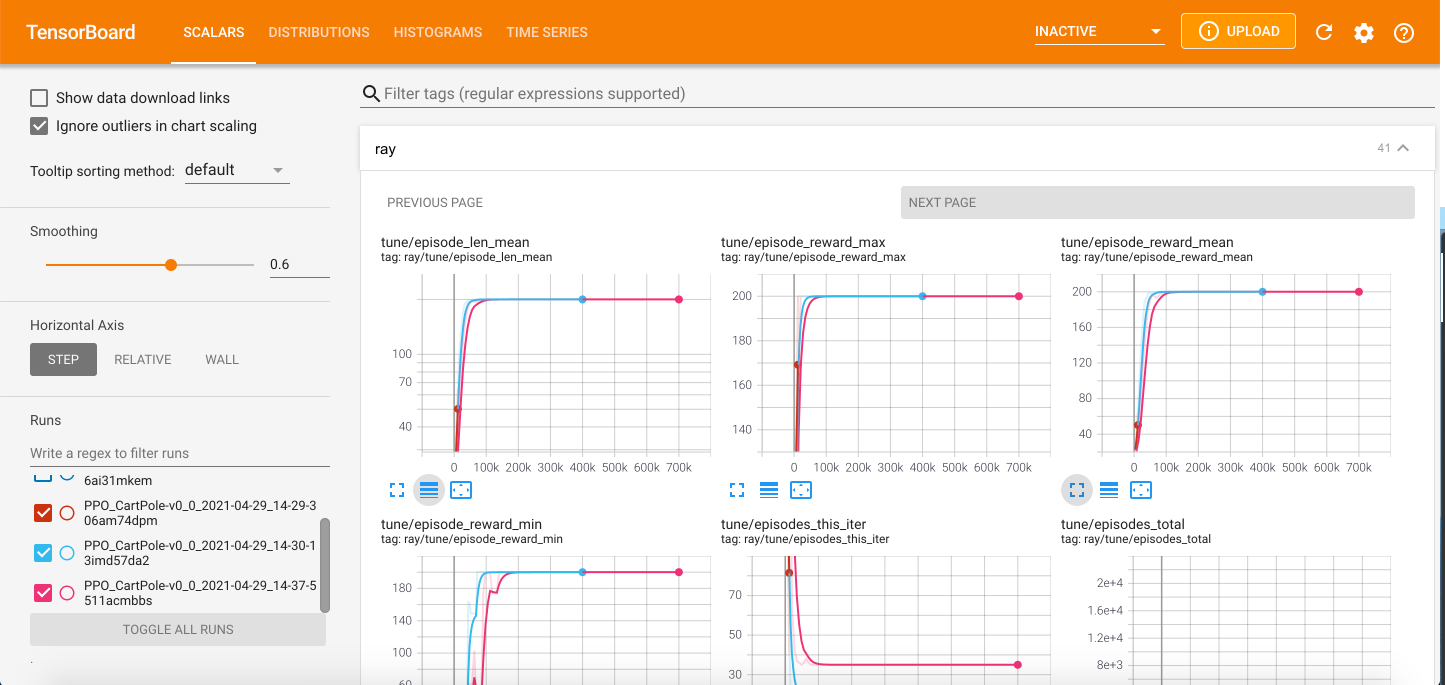 TensorBoard
SCALARS DISTRIBUTIONS HISTOGRAMS TIME SERIES
INACTIVE
UPLOAD
Show data download links
Ignore outliers in chart scaling
Tooltip sorting method: default
Smoothing
0.6
Horizontal Axis
STEP RELATIVE WALL
Runs
Write a regex to filter runs
6ai31mkem
PPO_CartPole-v0_0_2021-04-29_14-29-3
06am74dpm
PPO_CartPole-v0_0_2021-04-29_14-30-1
3imd57da2
PPO_CartPole-v0_0_2021-04-29_14-37-5
511acmbbs
TOGGLE ALL RUNS
.
Filter tags (regular expressions supported)
ray
41
PREVIOUS PAGE
NEXT PAGE
tune/episode_len_mean
tag: ray/tune/episode_len_mean
100
70
40
0 100k 200k 300k 400k 500k 600k 700k
tune/episode_reward_max
tag: ray/tune/episode_reward_max
200
180
160
140
0 100k 200k 300k 400k 500k 600k 700k
tune/episode_reward_mean
tag: ray/tune/episode_reward_mean
200
160
120
80
40
0 100k 200k 300k 400k 500k 600k 700k
tune/episode_reward_min
tag: ray/tune/episode_reward_min
180
140
100
60
tune/episodes_this_iter
tag: ray/tune/episodes_this_iter
70
50
30
tune/episodes_total
tag: ray/tune/episodes_total
2e+4
1.6e+4
1.2e+4
8e+3